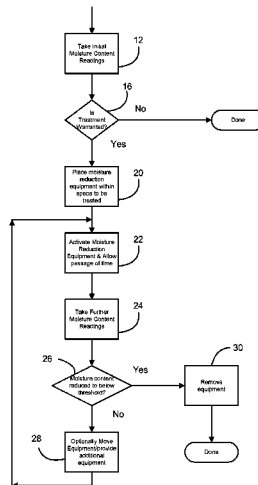 Take Initial
Moisture Content
Readings
12
16
Is
Treatment
Warranted?
No
Done
Yes
Place moisture
reduction
equipment within
space to be
treated
20
Activate Moisture
Reduction
Equipment & Allow
passage of time
22
Take Further
Moisture Content
Readings
24
26
Moisture content
reduced to below
threshold?
Yes
30
Remove
equipment
No
Done
Optionally Move
Equipment/provide
additional
equipment
28